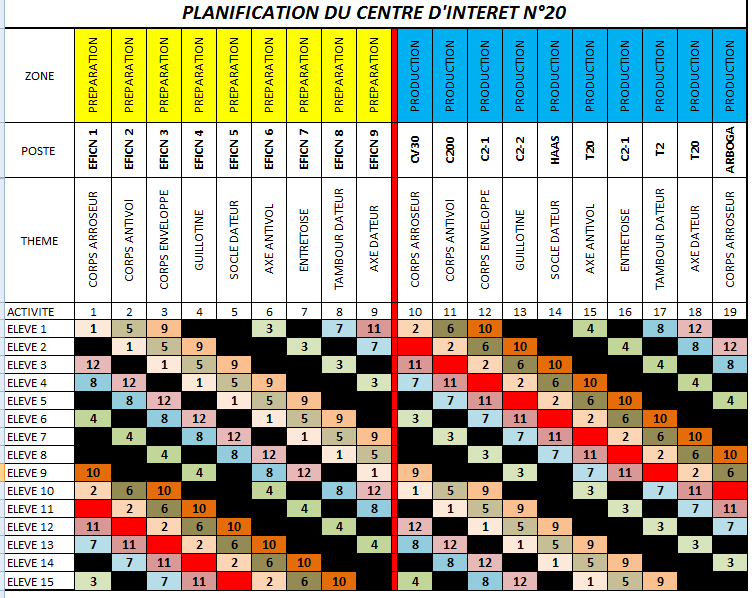 PLANIFICATION DU CENTRE D'INTERET N°20
ZONE PREPARATION PREPARATION PREPARATION PREPARATION PREPARATION PREPARATION PREPARATION PREPARATION PREPARATION PRODUCTION PRODUCTION PRODUCTION PRODUCTION PRODUCTION PRODUCTION PRODUCTION PRODUCTION PRODUCTION PRODUCTION
POSTE EFICN 1 EFICN 2 EFICN 3 EFICN 4 EFICN 5 EFICN 6 EFICN 7 EFICN 8 EFICN 9 CV30 C200 C2-1 C2-2 HAAS T20 C2-1 T2 T20 ARBOGA
THEME CORPS ARROSEUR CORPS ANTIVOI CORPS ENVELOPPE GUILLOTINE SOCLE DATEUR AXE ANTIVOL ENTRETOISE TAMBOUR DATEUR AXE DATEUR CORPS ARROSEUR CORPS ANTIVOI CORPS ENVELOPPE GUILLOTINE SOCLE DATEUR AXE ANTIVOL ENTRETOISE TAMBOUR DATEUR AXE DATEUR CORPS ARROSEUR
ACTIVITE 1 2 3 4 5 6 7 8 9 10 11 12 13 14 15 16 17 18 19
ELEVE 1 1 5 9 3 7 11 2 6 10 4 8 12
ELEVE 2 1 5 9 3 7 2 6 10 4 8 12
ELEVE 3 12 1 5 9 3 11 2 6 10 4 8
ELEVE 4 8 12 1 5 9 3 7 11 2 6 10 4
ELEVE 5 8 12 1 5 9 7 11 2 6 10 4
ELEVE 6 4 8 12 1 5 9 3 7 11 2 6 10
ELEVE 7 4 8 12 1 5 9 3 7 11 2 6 10
ELEVE 8 4 8 12 1 5 3 7 11 2 6 10
ELEVE 9 10 4 8 12 1 9 3 7 11 2 6
ELEVE 10 2 6 10 4 8 12 1 5 9 3 7 11
ELEVE 11 2 6 10 4 8 1 5 9 3 7 11
ELEVE 12 11 2 6 10 4 12 1 5 9 3 7
ELEVE 13 7 11 2 6 10 4 8 12 1 5 9 3
ELEVE 14 7 11 2 6 10 8 12 1 5 9 3
ELEVE 15 3 7 11 2 6 10 4 8 12 1 5 9